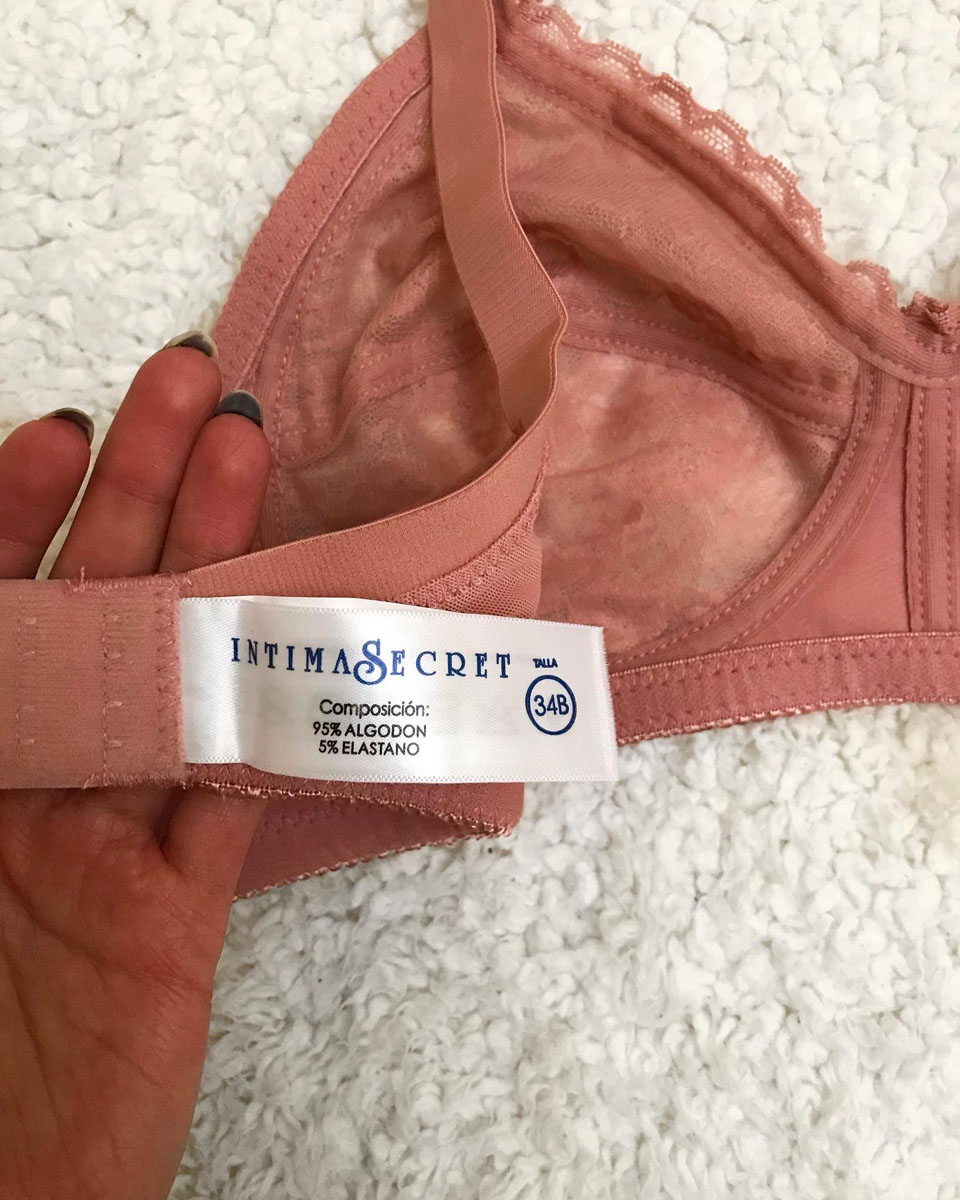 INTIMASECRET
TALLA
34B
Composición:
95% ALGODON
5% ELASTANO